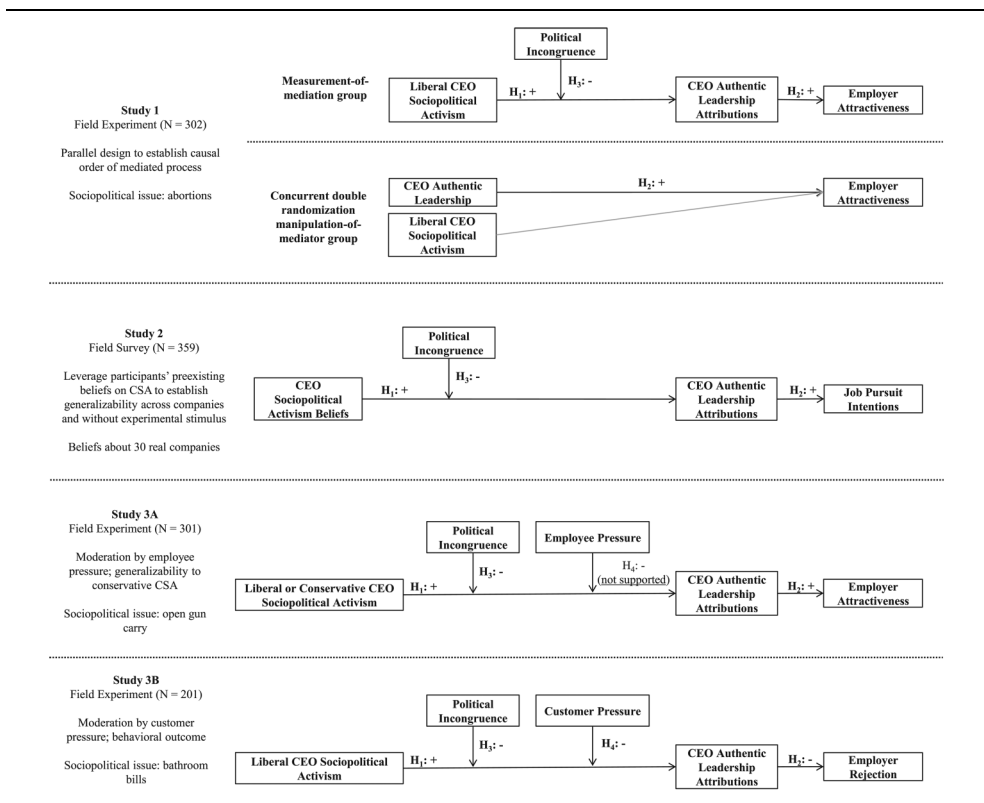 Study 1
Field Experiment (N = 302)
Parallel design to establish causal
order of mediated process
Sociopolitical issue: abortions
Measurement-of-
mediation group
Political
Incongruence
H3: -
Liberal CEO
Sociopolitical
Activism
H1: +
CEO Authentic
Leadership
Attributions
H2: +
Employer
Attractiveness
Concurrent double
randomization
manipulation-of-
mediator group
CEO Authentic
Leadership
Liberal CEO
Sociopolitical
Activism
H2: +
Employer
Attractiveness
Study 2
Field Survey (N = 359)
Leverage participants’ preexisting
beliefs on CSA to establish
generalizability across companies
and without experimental stimulus
Beliefs about 30 real companies
Political
Incongruence
H3: -
CEO
Sociopolitical
Activism Beliefs
H1: +
CEO Authentic
Leadership
Attributions
H2: +
Job Pursuit
Intentions
Study 3A
Field Experiment (N = 301)
Moderation by employee
pressure; generalizability to
conservative CSA
Sociopolitical issue: open gun
carry
Political
Incongruence
H3: -
Employee Pressure
H4: -
(not supported)
Liberal or Conservative CEO
Sociopolitical Activism
H1: +
CEO Authentic
Leadership
Attributions
H2: +
Employer
Attractiveness
Study 3B
Field Experiment (N = 201)
Moderation by customer
pressure; behavioral outcome
Sociopolitical issue: bathroom
bills
Political
Incongruence
H3: -
Customer Pressure
H4: -
Liberal CEO Sociopolitical
Activism
H1: +
CEO Authentic
Leadership
Attributions
H2: -
Employer
Rejection